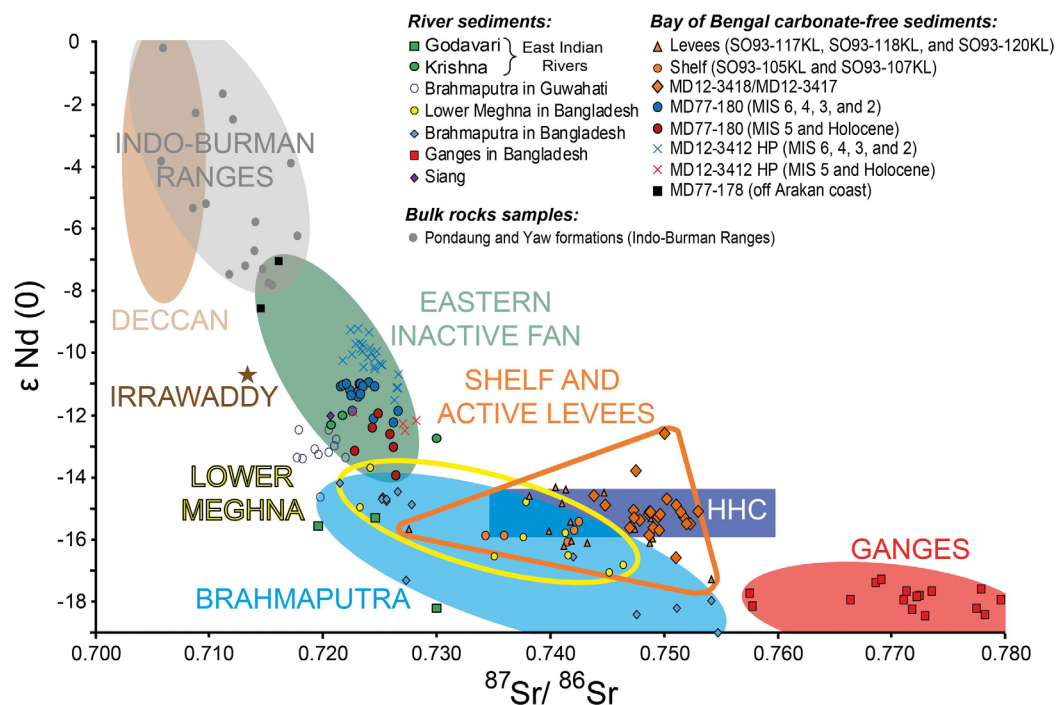 River sediments:
Godavari
Krishna
East Indian
Rivers
Brahmaputra in Guwahati
Lower Meghna in Bangladesh
Brahmaputra in Bangladesh
Ganges in Bangladesh
Siang
Bulk rocks samples:
Pondaung and Yaw formations (Indo-Burman Ranges)
Bay of Bengal carbonate-free sediments:
Levees (SO93-117KL, SO93-118KL, and SO93-120KL)
Shelf (SO93-105KL and SO93-107KL)
MD12-3418/MD12-3417
MD77-180 (MIS 6, 4, 3, and 2)
MD77-180 (MIS 5 and Holocene)
MD12-3412 HP (MIS 6, 4, 3, and 2)
MD12-3412 HP (MIS 5 and Holocene)
MD77-178 (off Arakan coast)
0
-2
-4
-6
-8
-10
-12
-14
-16
-18
ε Nd (0)
INDO-BURMAN
RANGES
DECCAN
EASTERN
INACTIVE FAN
IRRAWADDY
SHELF AND
ACTIVE LEVEES
LOWER
MEGHNA
HHC
GANGES
BRAHMAPUTRA
0.700
0.710
0.720
0.730
0.740
0.750
0.760
0.770
0.780
87Sr/ 86Sr